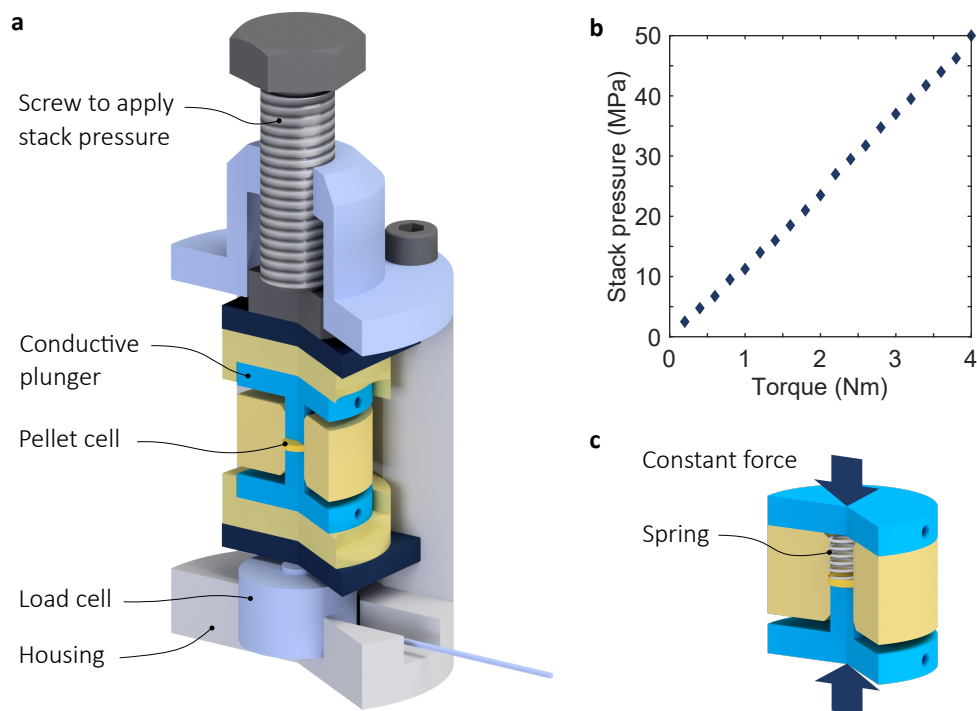 a
Screw to apply
stack pressure
Conductive
plunger
Pellet cell
Load cell
Housing
b
Stack pressure (MPa)
50
40
30
20
10
0
0 1 2 3 4
Torque (Nm)
c
Constant force
Spring